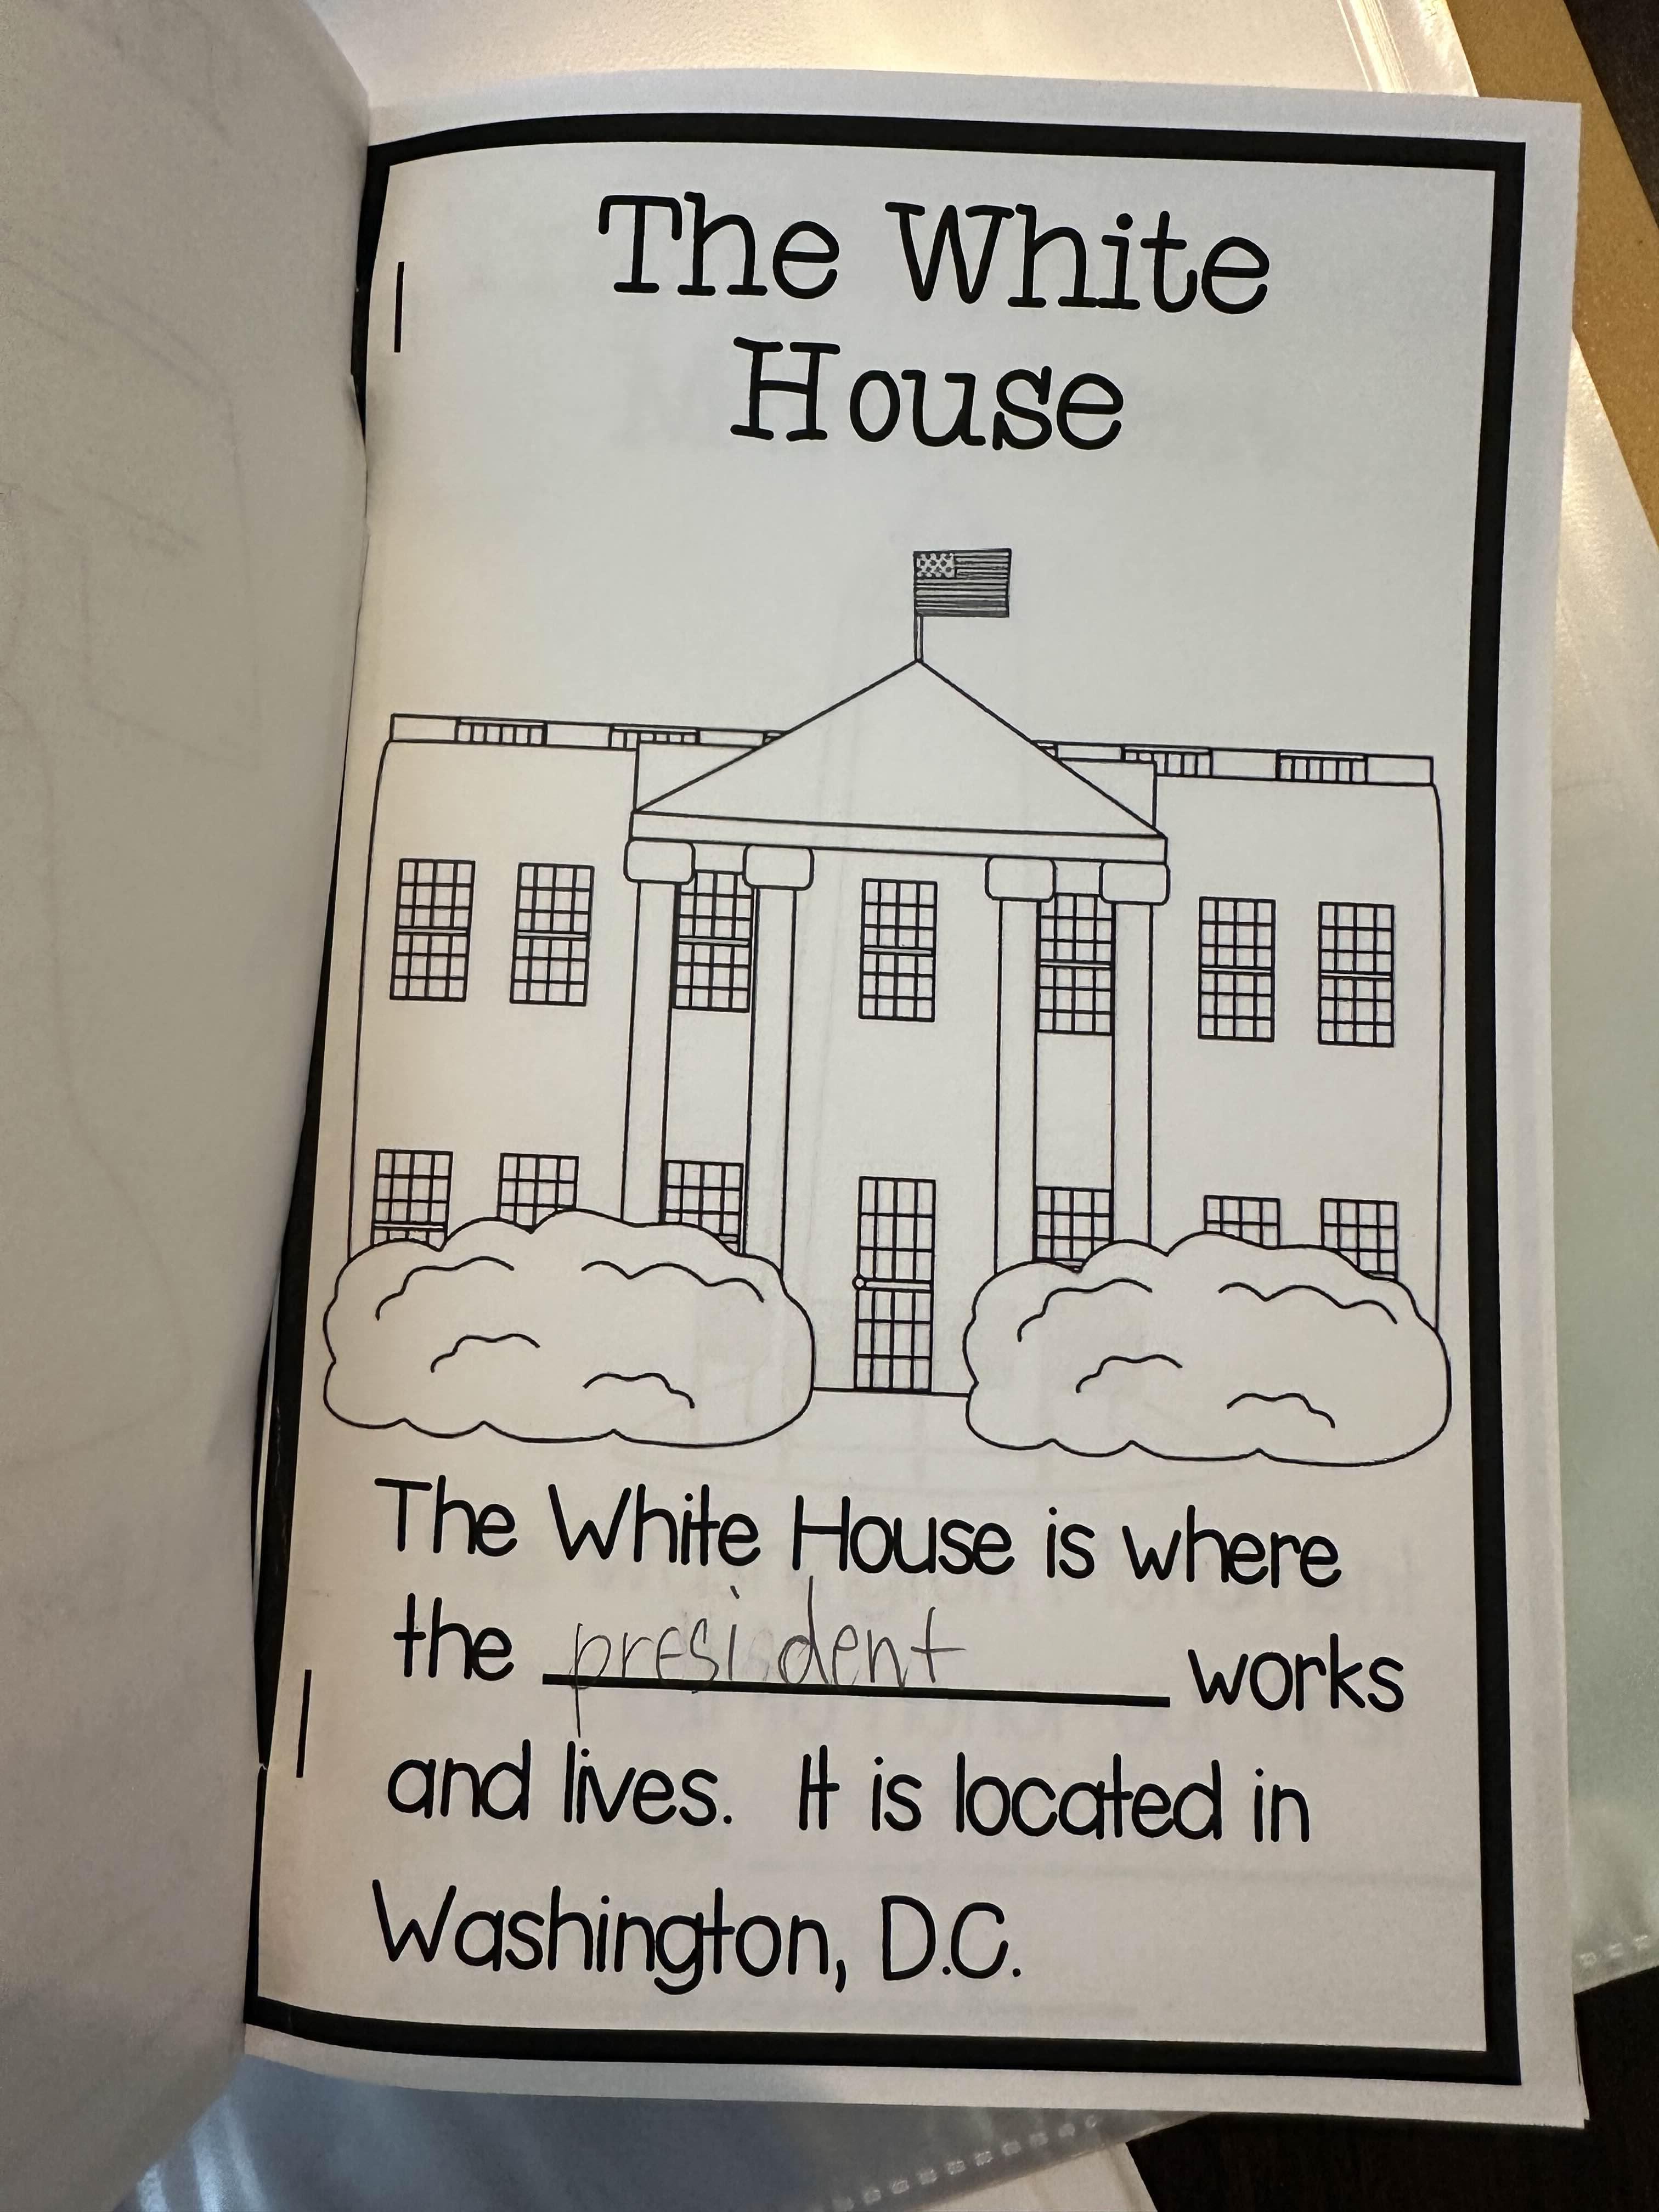 The White
House
The White House is where
the president works
and lives. It is located in
Washington, D.C.